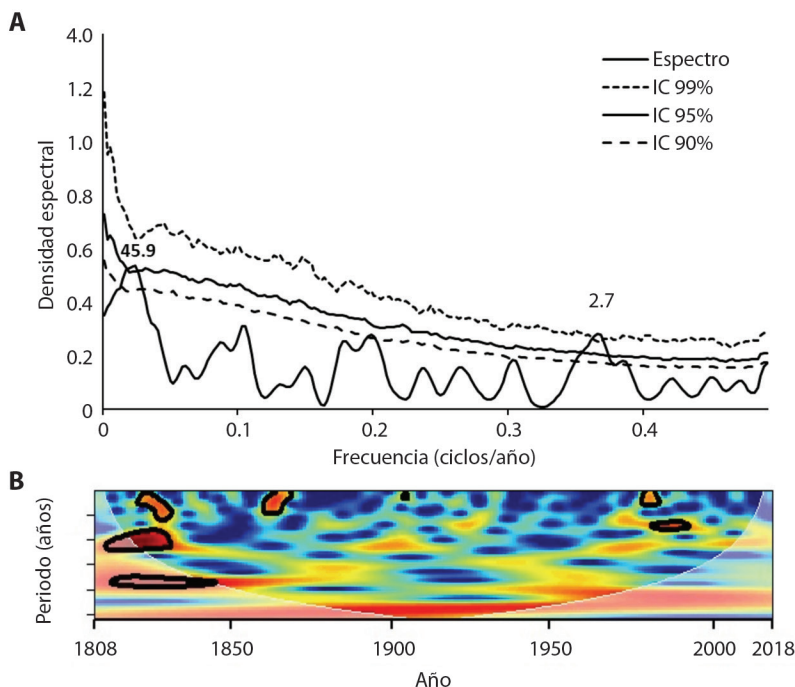 A
4.0
1.2
1.0
0.8
0.6
0.4
0.2
0
Densidad espectral
Espectro
IC 99%
IC 95%
IC 90%
45.9
2.7
0 0.1 0.2 0.3 0.4
Frecuencia (ciclos/año)
B
Periodo (años)
1808 1850 1900 1950 2000 2018
Año